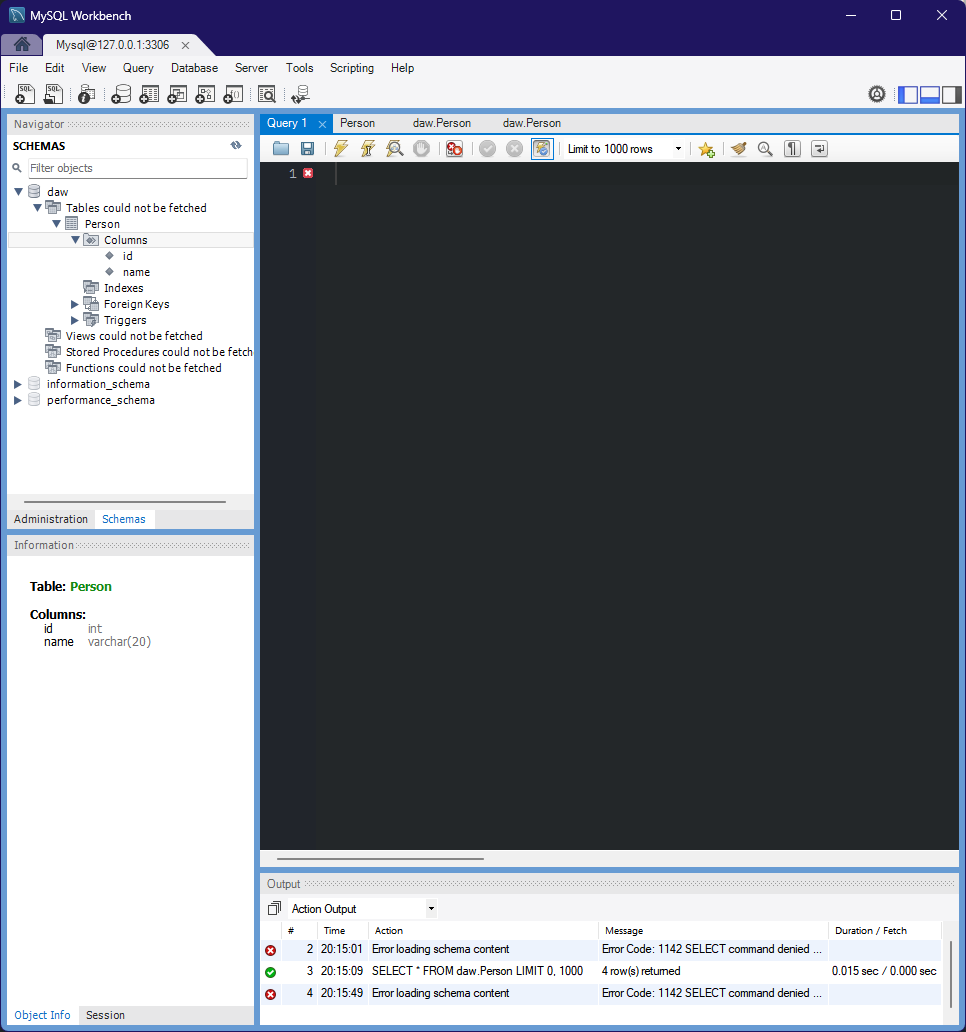 MySQL Workbench
Mysql@127.0.0.1:3306
File Edit View Query Database Server Tools Scripting Help
Navigator
SCHEMAS
Filter objects
daw
Tables could not be fetched
Person
Columns
id
name
Indexes
Foreign Keys
Triggers
Views could not be fetched
Stored Procedures could not be fetch
Functions could not be fetched
information_schema
performance_schema
Administration Schemas
Information
Table: Person
Columns:
id int
name varchar(20)
Object Info Session
Query 1 Person daw.Person daw.Person
Limit to 1000 rows
1
Output
Action Output
# Time Action Message Duration / Fetch
2 20:15:01 Error loading schema content Error Code: 1142 SELECT command denied ...
3 20:15:09 SELECT * FROM daw.Person LIMIT 0, 1000 4 row(s) returned 0.015 sec / 0.000 sec
4 20:15:49 Error loading schema content Error Code: 1142 SELECT command denied ...